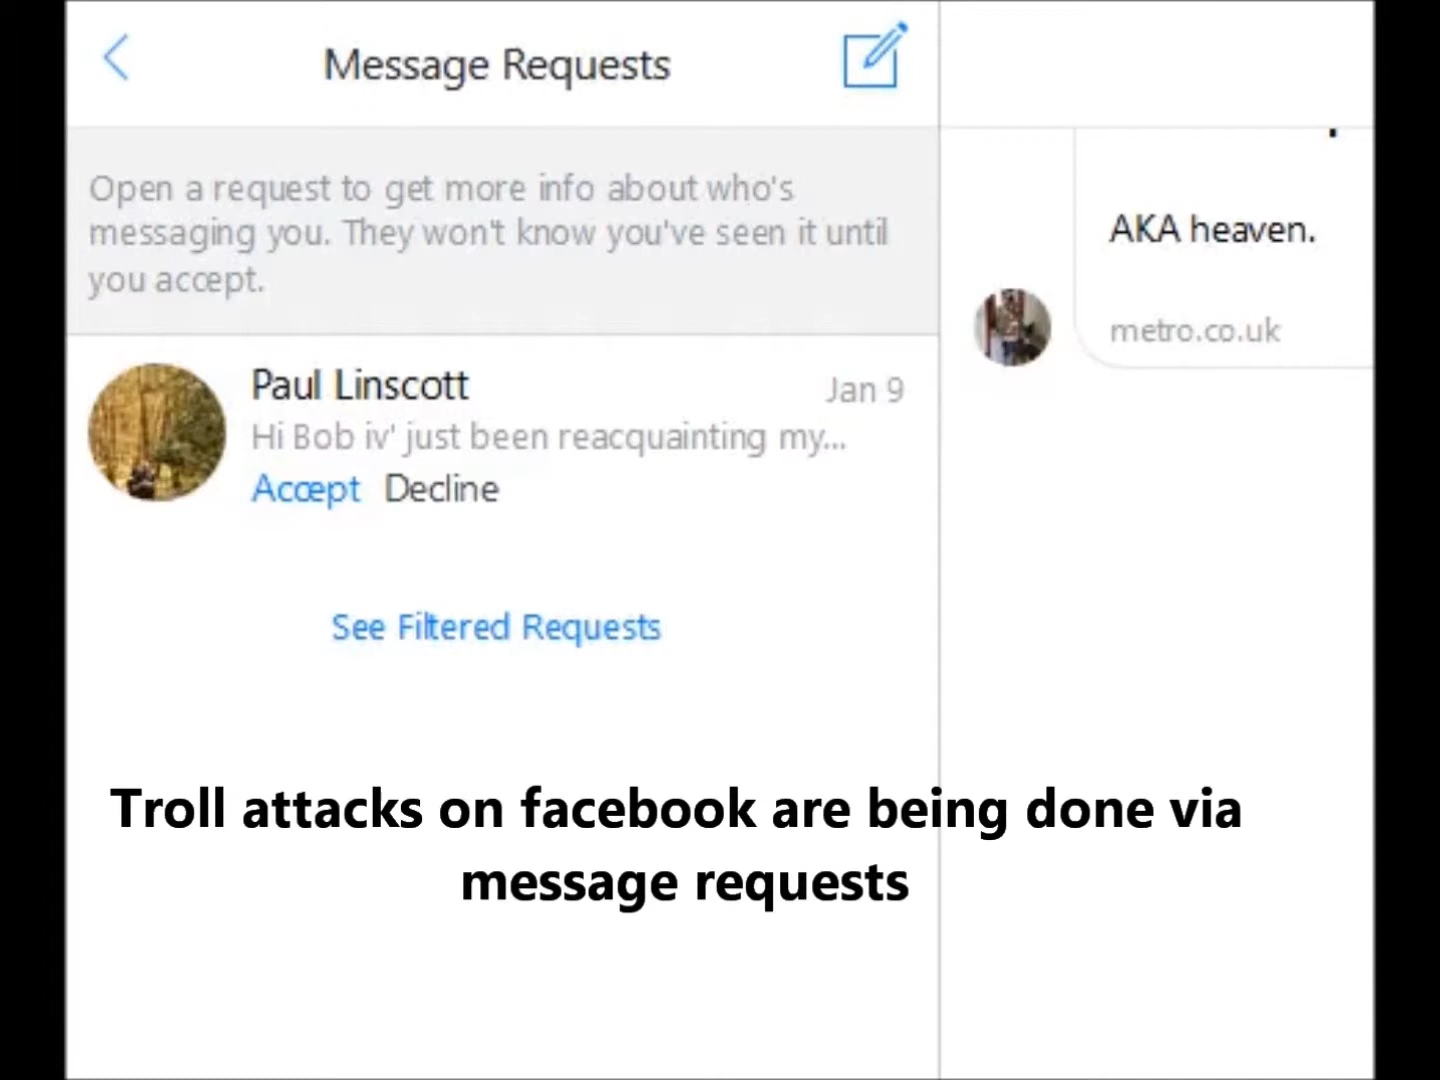 Message Requests
Open a request to get more info about who's
messaging you. They won't know you've seen it until
you accept.
Paul Linscott
Jan 9
Hi Bob iv' just been reacquainting my...
Accept Decline
See Filtered Requests
AKA heaven.
metro.co.uk
Troll attacks on facebook are being done via
message requests